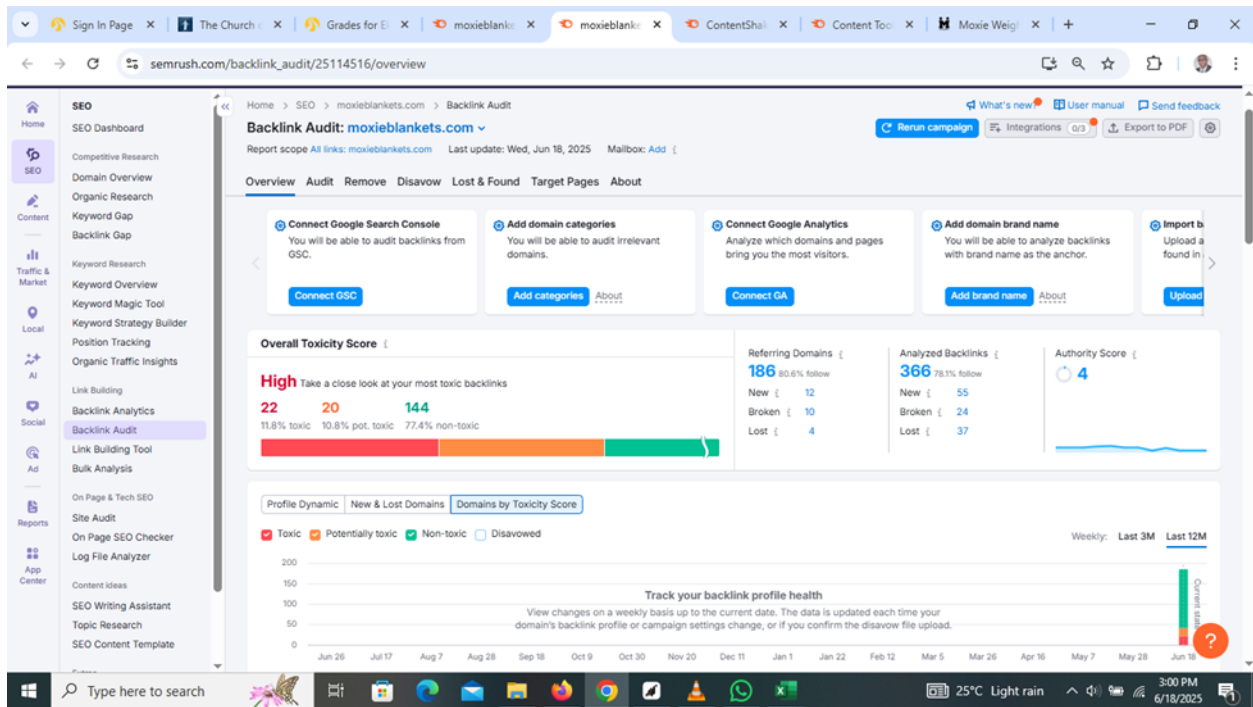 Sign In Page
The Church
Grades for E
moxieblanke
moxieblanke
ContentShak
Content Too
Moxie Weig
semrush.com/backlink_audit/25114516/overview
Home
SEO
Content
Traffic & Market
Local
AI
Social
Ad
Reports
App Center
SEO
SEO Dashboard
Competitive Research
Domain Overview
Organic Research
Keyword Gap
Backlink Gap
Keyword Research
Keyword Overview
Keyword Magic Tool
Keyword Strategy Builder
Position Tracking
Organic Traffic Insights
Link Building
Backlink Analytics
Backlink Audit
Link Building Tool
Bulk Analysis
On Page & Tech SEO
Site Audit
On Page SEO Checker
Log File Analyzer
Content ideas
SEO Writing Assistant
Topic Research
SEO Content Template
Home > SEO > moxieblankets.com > Backlink Audit
What's new? User manual Send feedback
Backlink Audit: moxieblankets.com
Rerun campaign Integrations 0/3 Export to PDF
Report scope All links: moxieblankets.com Last update: Wed, Jun 18, 2025 Mailbox: Add
Overview Audit Remove Disavow Lost & Found Target Pages About
Connect Google Search Console
You will be able to audit backlinks from
GSC.
Connect GSC
Add domain categories
You will be able to audit irrelevant
domains.
Add categories About
Connect Google Analytics
Analyze which domains and pages
bring you the most visitors.
Connect GA
Add domain brand name
You will be able to analyze backlinks
with brand name as the anchor.
Add brand name About
Import b
Upload a
found in
Upload
Overall Toxicity Score
High Take a close look at your most toxic backlinks
22 20 144
11.8% toxic 10.8% pot. toxic 77.4% non-toxic
Referring Domains
186 80.6% follow
New 12
Broken 10
Lost 4
Analyzed Backlinks
366 78.1% follow
New 55
Broken 24
Lost 37
Authority Score
4
Profile Dynamic New & Lost Domains Domains by Toxicity Score
Toxic Potentially toxic Non-toxic Disavowed
Weekly: Last 3M Last 12M
200
150
100
50
0
Track your backlink profile health
View changes on a weekly basis up to the current date. The data is updated each time your
domain's backlink profile or campaign settings change, or if you confirm the disavow file upload.
Current state
Jun 26 Jul 17 Aug 7 Aug 28 Sep 18 Oct 9 Oct 30 Nov 20 Dec 11 Jan 1 Jan 22 Feb 12 Mar 5 Mar 26 Apr 16 May 7 May 28 Jun 18
?
Type here to search
25°C Light rain
3:00 PM
6/18/2025